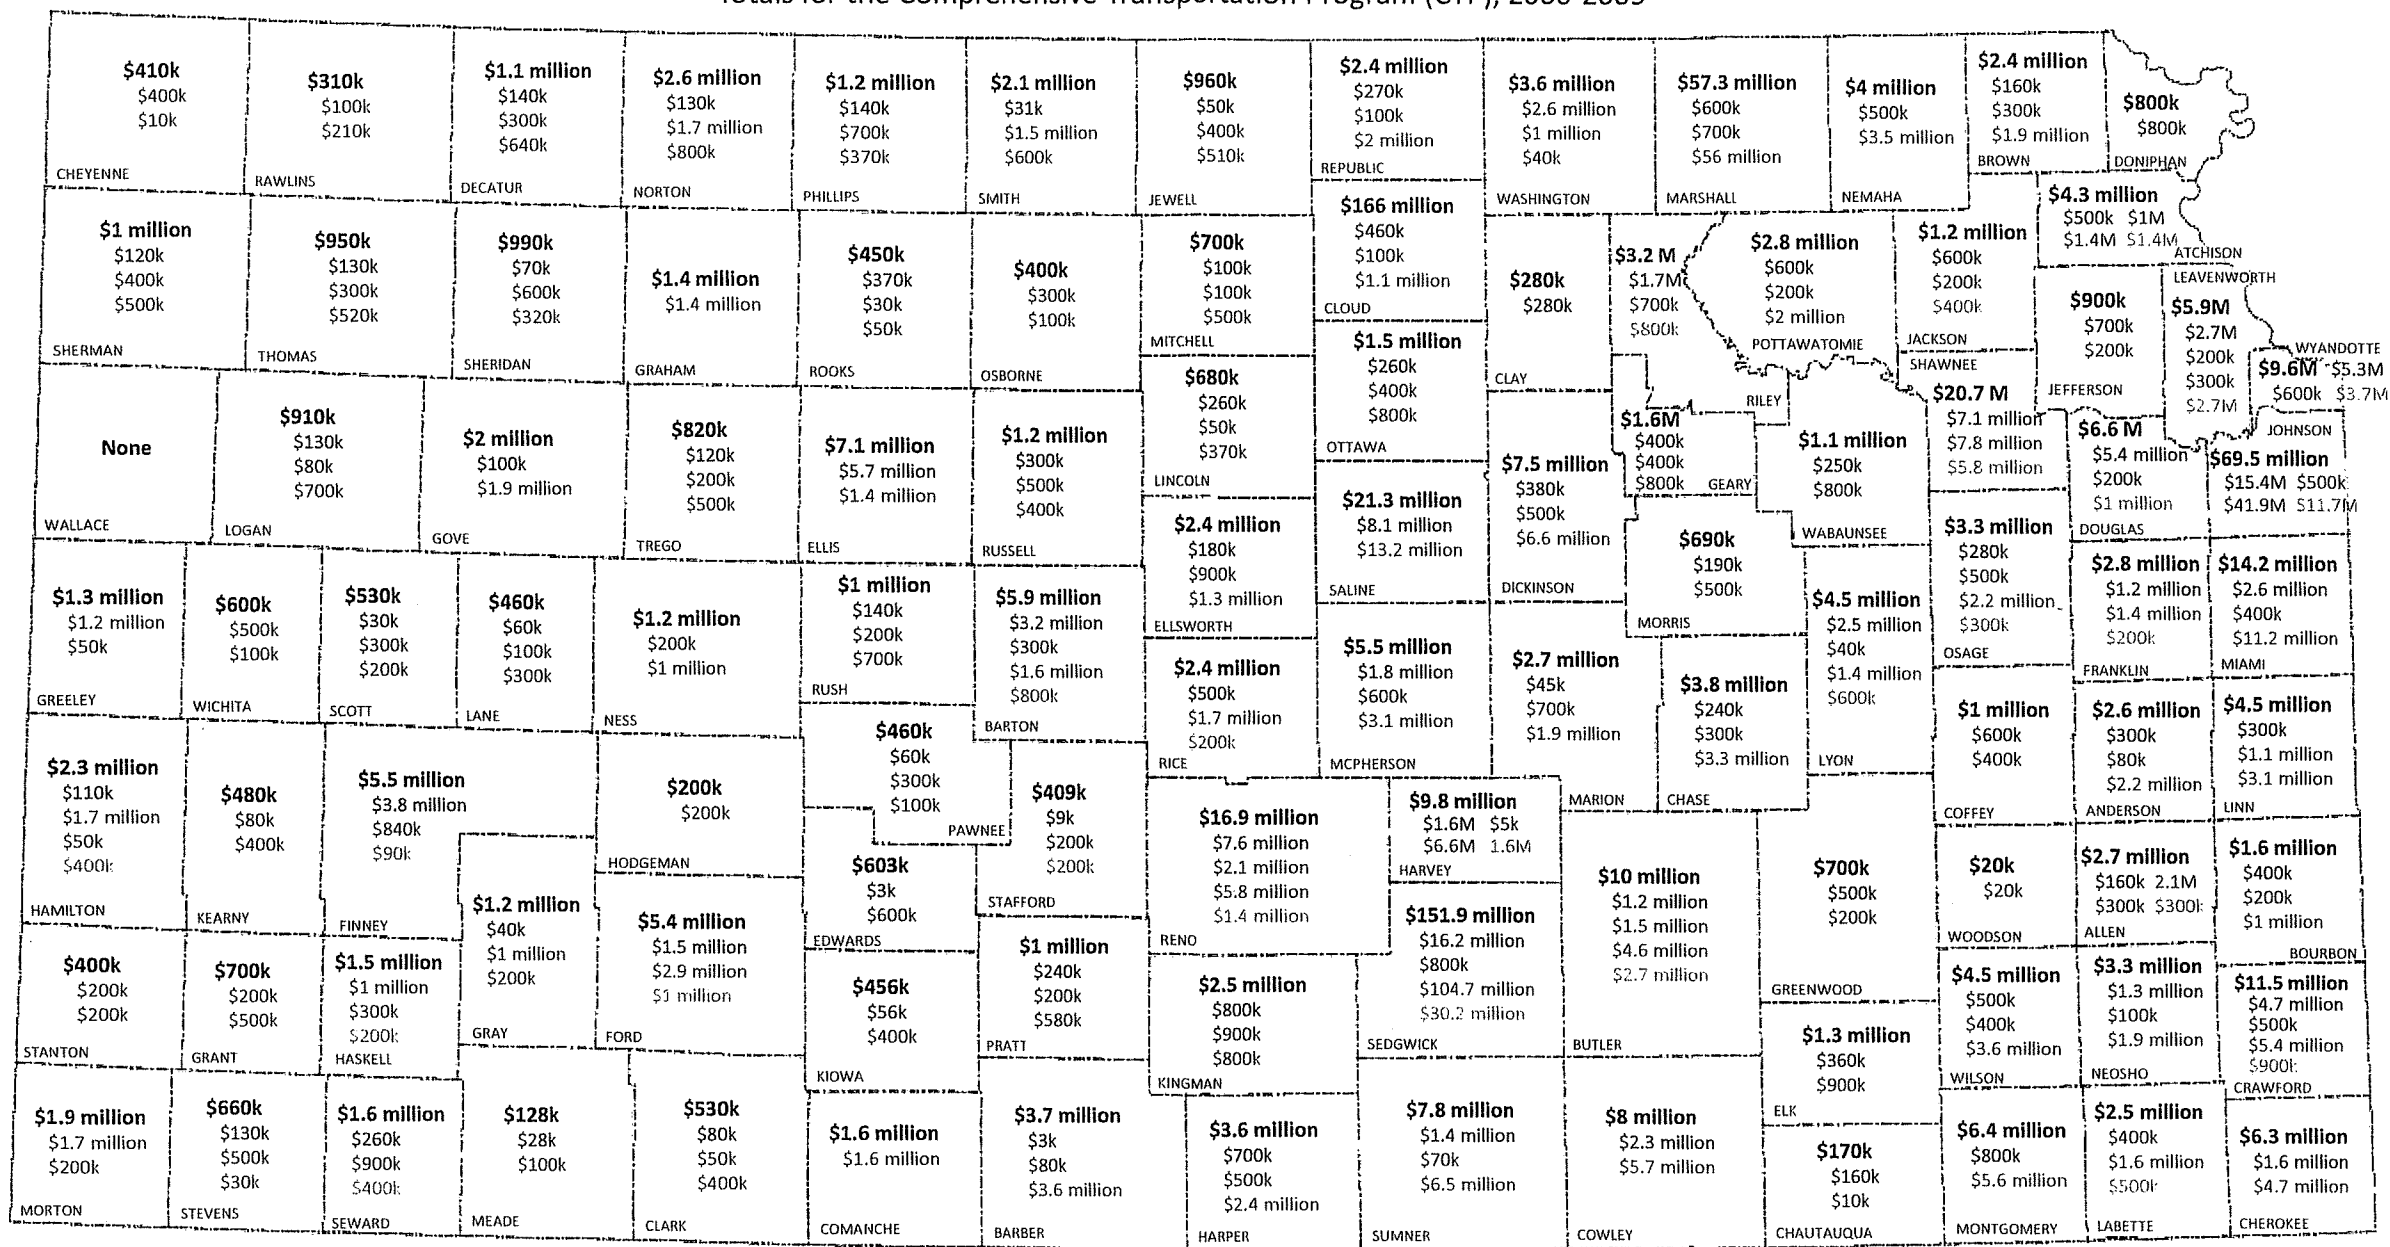 Totals for the Comprehensive Transportation Program (CTP), 2000-2009
$410k
$400k
$10k
CHEYENNE
$310k
$100k
$210k
RAWLINS
$1.1 million
$140k
$300k
$640k
DECATUR
$2.6 million
$130k
$1.7 million
$800k
NORTON
$1.2 million
$140k
$700k
$370k
PHILLIPS
$2.1 million
$31k
$1.5 million
$600k
SMITH
$960k
$50k
$400k
$510k
JEWELL
$2.4 million
$270k
$100k
$2 million
REPUBLIC
$3.6 million
$2.6 million
$1 million
$40k
WASHINGTON
$57.3 million
$600k
$700k
$56 million
MARSHALL
$4 million
$500k
$3.5 million
NEMAHA
$2.4 million
$160k
$300k
$1.9 million
BROWN
$800k
$800k
DONIPHAN
$1 million
$120k
$400k
$500k
SHERMAN
$950k
$130k
$300k
$520k
THOMAS
$990k
$70k
$600k
$320k
SHERIDAN
$1.4 million
$1.4 million
GRAHAM
$450k
$370k
$30k
$50k
ROOKS
$400k
$300k
$100k
OSBORNE
$700k
$100k
$100k
$500k
MITCHELL
$166 million
$460k
$100k
$1.1 million
CLOUD
$280k
$280k
CLAY
$3.2 M
$1.7M
$700k
$800k
RILEY
$2.8 million
$600k
$200k
$2 million
POTTAWATOMIE
$1.2 million
$600k
$200k
$400k
JACKSON
$4.3 million
$500k $1M
$1.4M $1.4M
ATCHISON
$900k
$700k
$200k
JEFFERSON
LEAVENWORTH
$5.9M
$2.7M
$200k
$300k
$2.7M
WYANDOTTE
$9.6M $5.3M
$600k $3.7M
None
WALLACE
$910k
$130k
$80k
$700k
LOGAN
$2 million
$100k
$1.9 million
GOVE
$820k
$120k
$200k
$500k
TREGO
$7.1 million
$5.7 million
$1.4 million
ELLIS
$1.2 million
$300k
$500k
$400k
RUSSELL
$680k
$260k
$50k
$370k
LINCOLN
$1.5 million
$260k
$400k
$800k
OTTAWA
$7.5 million
$380k
$500k
$6.6 million
DICKINSON
$1.6M
$400k
$400k
$800k
GEARY
$1.1 million
$250k
$800k
WABAUNSEE
SHAWNEE
$20.7 M
$7.1 million
$7.8 million
$5.8 million
$6.6 M
$5.4 million
$200k
$1 million
DOUGLAS
JOHNSON
$69.5 million
$15.4M $500k
$41.9M $11.7M
$2.4 million
$180k
$900k
$1.3 million
ELLSWORTH
$21.3 million
$8.1 million
$13.2 million
SALINE
$690k
$190k
$500k
MORRIS
$3.3 million
$280k
$500k
$2.2 million
$300k
OSAGE
$2.8 million
$1.2 million
$1.4 million
$200k
FRANKLIN
$14.2 million
$2.6 million
$400k
$11.2 million
MIAMI
$1.3 million
$1.2 million
$50k
GREELEY
$600k
$500k
$100k
WICHITA
$530k
$30k
$300k
$200k
SCOTT
$460k
$60k
$100k
$300k
LANE
$1.2 million
$200k
$1 million
NESS
$1 million
$140k
$200k
$700k
RUSH
$5.9 million
$3.2 million
$300k
$1.6 million
$800k
BARTON
$2.4 million
$500k
$1.7 million
$200k
RICE
$5.5 million
$1.8 million
$600k
$3.1 million
MCPHERSON
$2.7 million
$45k
$700k
$1.9 million
MARION
$3.8 million
$240k
$300k
$3.3 million
CHASE
$4.5 million
$2.5 million
$40k
$1.4 million
$600k
LYON
$1 million
$600k
$400k
COFFEY
$2.6 million
$300k
$80k
$2.2 million
ANDERSON
$4.5 million
$300k
$1.1 million
$3.1 million
LINN
$2.3 million
$110k
$1.7 million
$50k
$400k
HAMILTON
$480k
$80k
$400k
KEARNY
$5.5 million
$3.8 million
$840k
$90k
FINNEY
$200k
$200k
HODGEMAN
$460k
$60k
$300k
$100k
PAWNEE
$409k
$9k
$200k
$200k
STAFFORD
$16.9 million
$7.6 million
$2.1 million
$5.8 million
$1.4 million
RENO
$9.8 million
$1.6M $5k
$6.6M 1.6M
HARVEY
$10 million
$1.2 million
$1.5 million
$4.6 million
$2.7 million
BUTLER
$700k
$500k
$200k
GREENWOOD
$20k
$20k
WOODSON
$2.7 million
$160k 2.1M
$300k $300k
ALLEN
$1.6 million
$400k
$200k
$1 million
BOURBON
$1.2 million
$40k
$1 million
$200k
GRAY
$5.4 million
$1.5 million
$2.9 million
$1 million
FORD
$603k
$3k
$600k
EDWARDS
$151.9 million
$16.2 million
$800k
$104.7 million
$30.2 million
SEDGWICK
$400k
$200k
$200k
STANTON
$700k
$200k
$500k
GRANT
$1.5 million
$1 million
$300k
$200k
HASKELL
$456k
$56k
$400k
KIOWA
$1 million
$240k
$200k
$580k
PRATT
$2.5 million
$800k
$900k
$800k
KINGMAN
$1.3 million
$360k
$900k
ELK
$4.5 million
$500k
$400k
$3.6 million
WILSON
$3.3 million
$1.3 million
$100k
$1.9 million
NEOSHO
$11.5 million
$4.7 million
$500k
$5.4 million
$900k
CRAWFORD
$1.9 million
$1.7 million
$200k
MORTON
$660k
$130k
$500k
$30k
STEVENS
$1.6 million
$260k
$900k
$400k
SEWARD
$128k
$28k
$100k
MEADE
$530k
$80k
$50k
$400k
CLARK
$1.6 million
$1.6 million
COMANCHE
$3.7 million
$3k
$80k
$3.6 million
BARBER
$3.6 million
$700k
$500k
$2.4 million
HARPER
$7.8 million
$1.4 million
$70k
$6.5 million
SUMNER
$8 million
$2.3 million
$5.7 million
COWLEY
$170k
$160k
$10k
CHAUTAUQUA
$6.4 million
$800k
$5.6 million
MONTGOMERY
$2.5 million
$400k
$1.6 million
$500k
LABETTE
$6.3 million
$1.6 million
$4.7 million
CHEROKEE